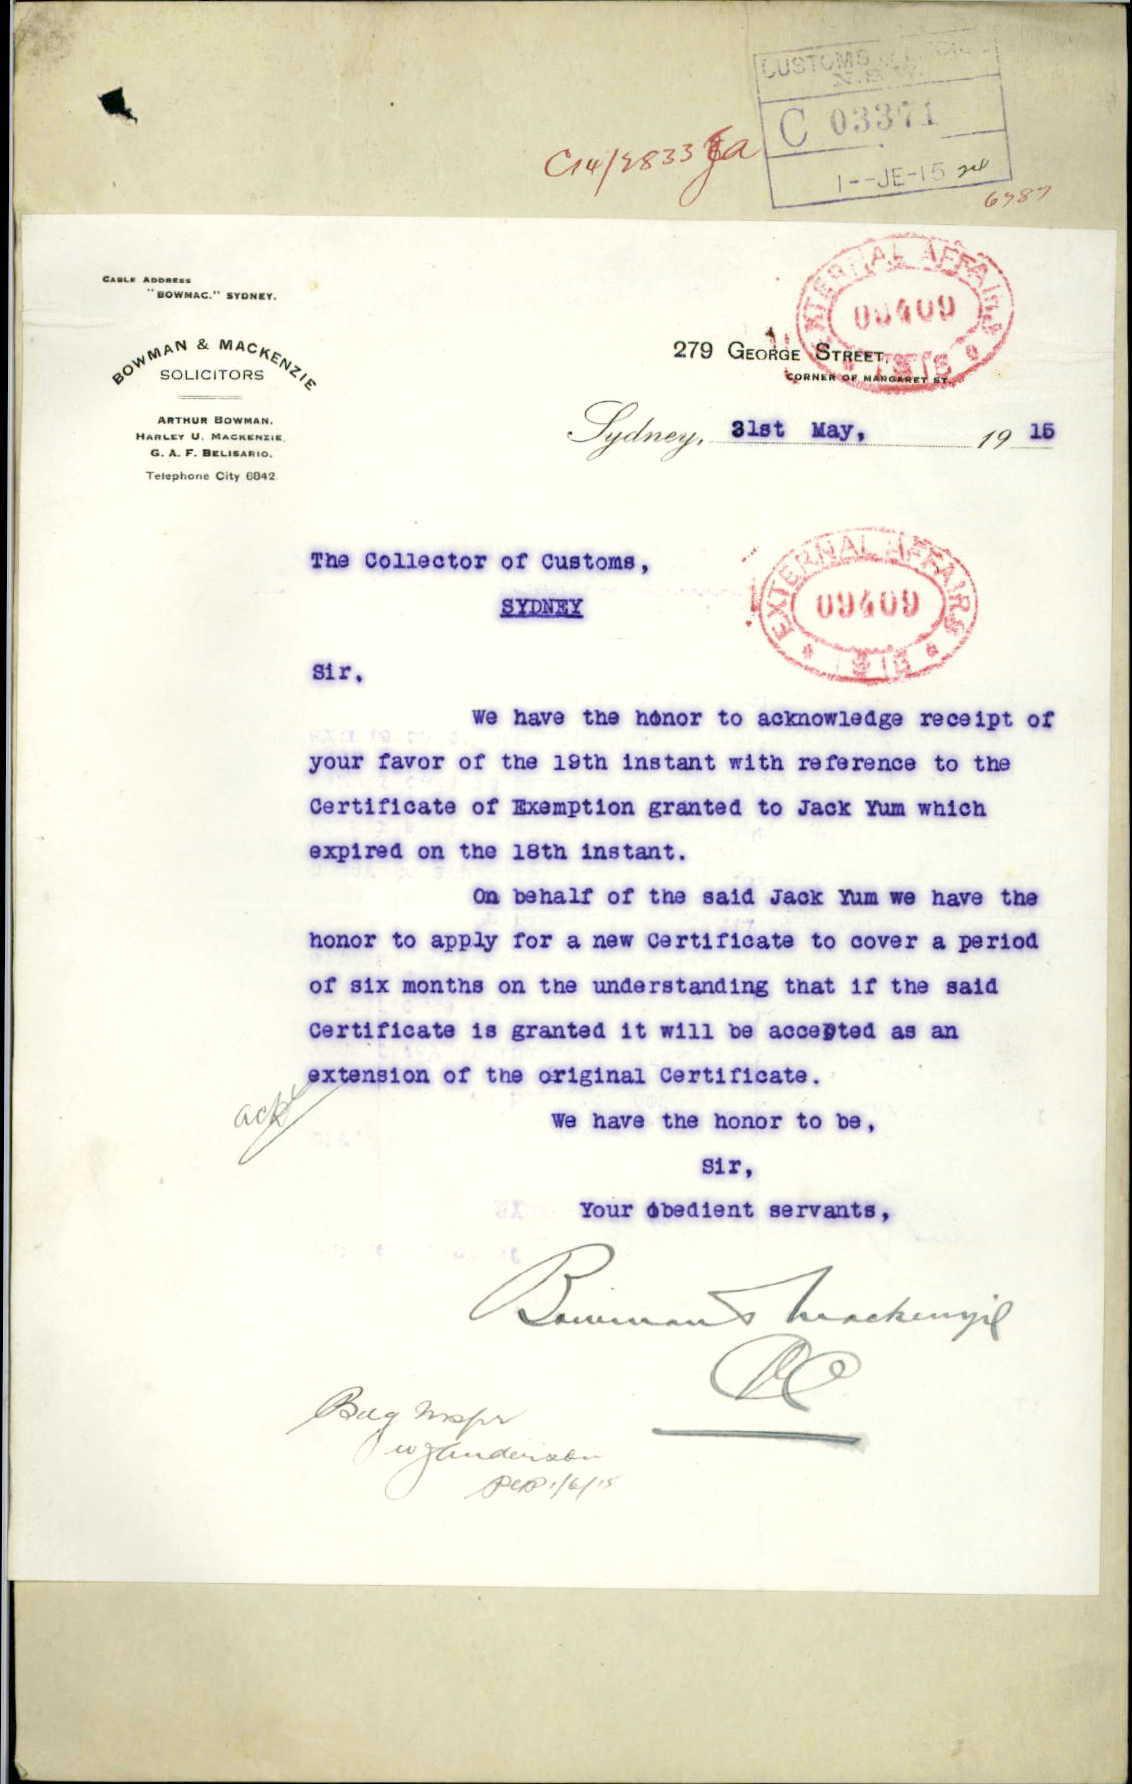 CUSTOMS
N.S.W.
C 03371
1--JE-15
C14/2833
6787
CABLE ADDRESS
"BOWMAC." SYDNEY.
BOWMAN & MACKENZIE
SOLICITORS
ARTHUR BOWMAN.
HARLEY U. MACKENZIE.
G. A. F. BELISARIO.
Telephone City 6842.
EXTERNAL AFFAIRS
09409
1915
279 GEORGE STREET,
CORNER OF MARGARET ST.
Sydney, 31st May, 1915
The Collector of Customs,
SYDNEY
EXTERNAL AFFAIRS
09409
1915
Sir,
We have the honor to acknowledge receipt of
your favor of the 19th instant with reference to the
Certificate of Exemption granted to Jack Yum which
expired on the 18th instant.
On behalf of the said Jack Yum we have the
honor to apply for a new Certificate to cover a period
of six months on the understanding that if the said
Certificate is granted it will be accepted as an
extension of the original Certificate.
We have the honor to be,
Sir,
Your obedient servants,
Bowman & Mackenzie
Anderson
1/6/15